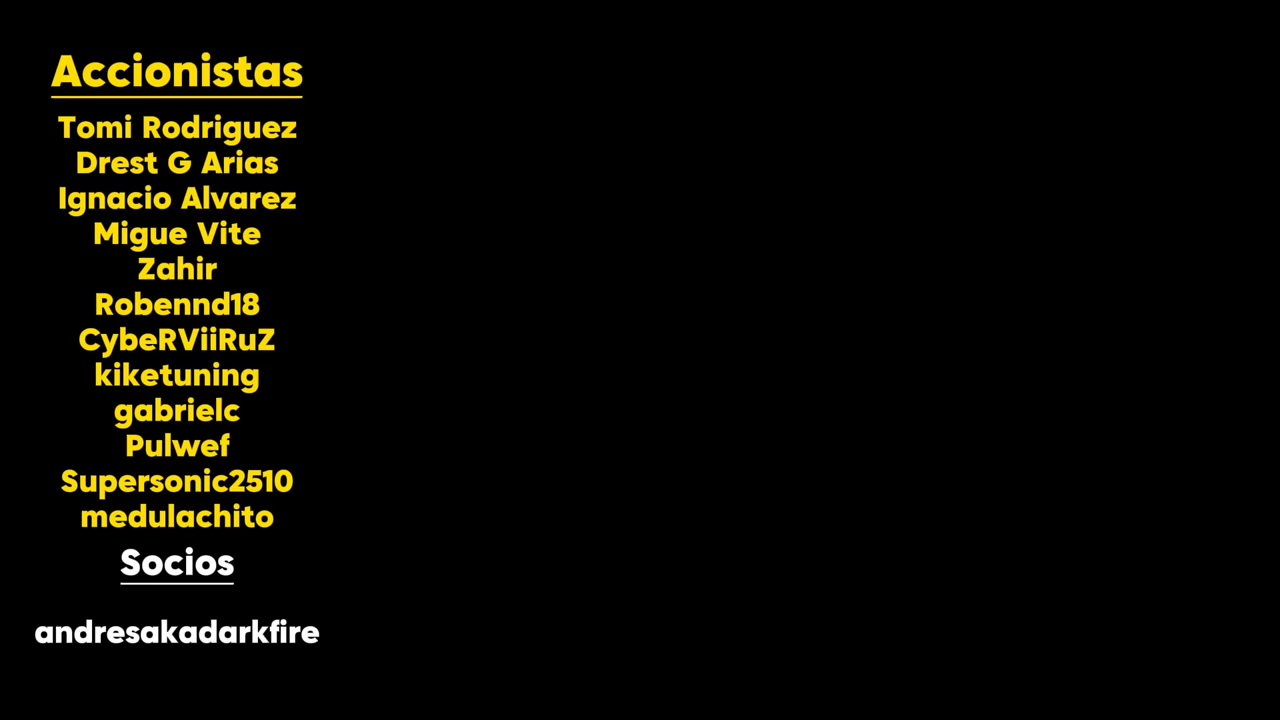 Accionistas
Tomi Rodriguez
Drest G Arias
Ignacio Alvarez
Migue Vite
Zahir
Robennd18
CybeRViiRuZ
kiketuning
gabrielc
Pulwef
Supersonic2510
medulachito
Socios
andresakadarkfire